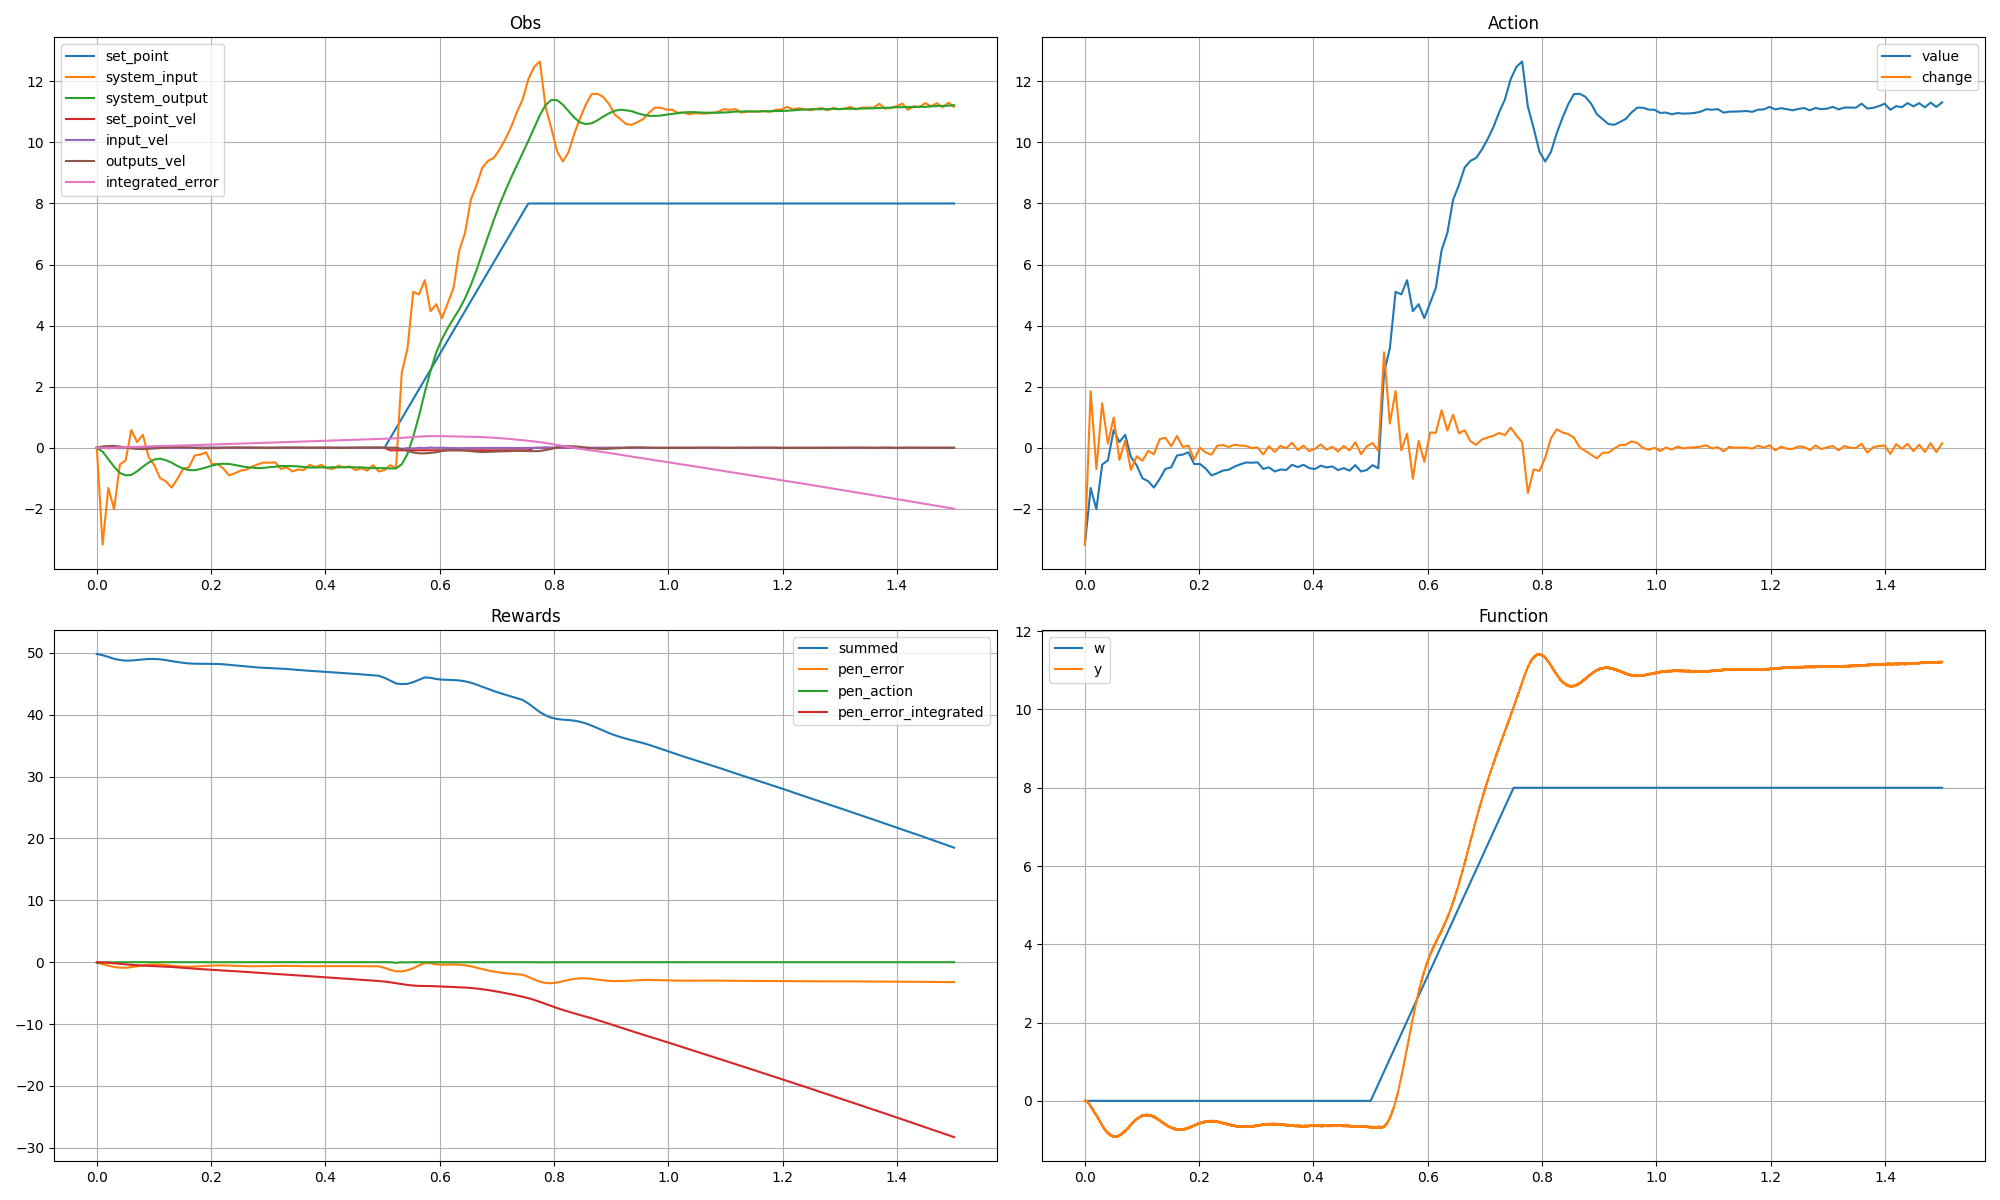 Obs
set_point
system_input
system_output
set_point_vel
input_vel
outputs_vel
integrated_error
12
10
8
6
4
2
0
−2
0.0 0.2 0.4 0.6 0.8 1.0 1.2 1.4
Action
value
change
12
10
8
6
4
2
0
−2
0.0 0.2 0.4 0.6 0.8 1.0 1.2 1.4
Rewards
summed
pen_error
pen_action
pen_error_integrated
50
40
30
20
10
0
−10
−20
−30
0.0 0.2 0.4 0.6 0.8 1.0 1.2 1.4
Function
w
y
12
10
8
6
4
2
0
0.0 0.2 0.4 0.6 0.8 1.0 1.2 1.4